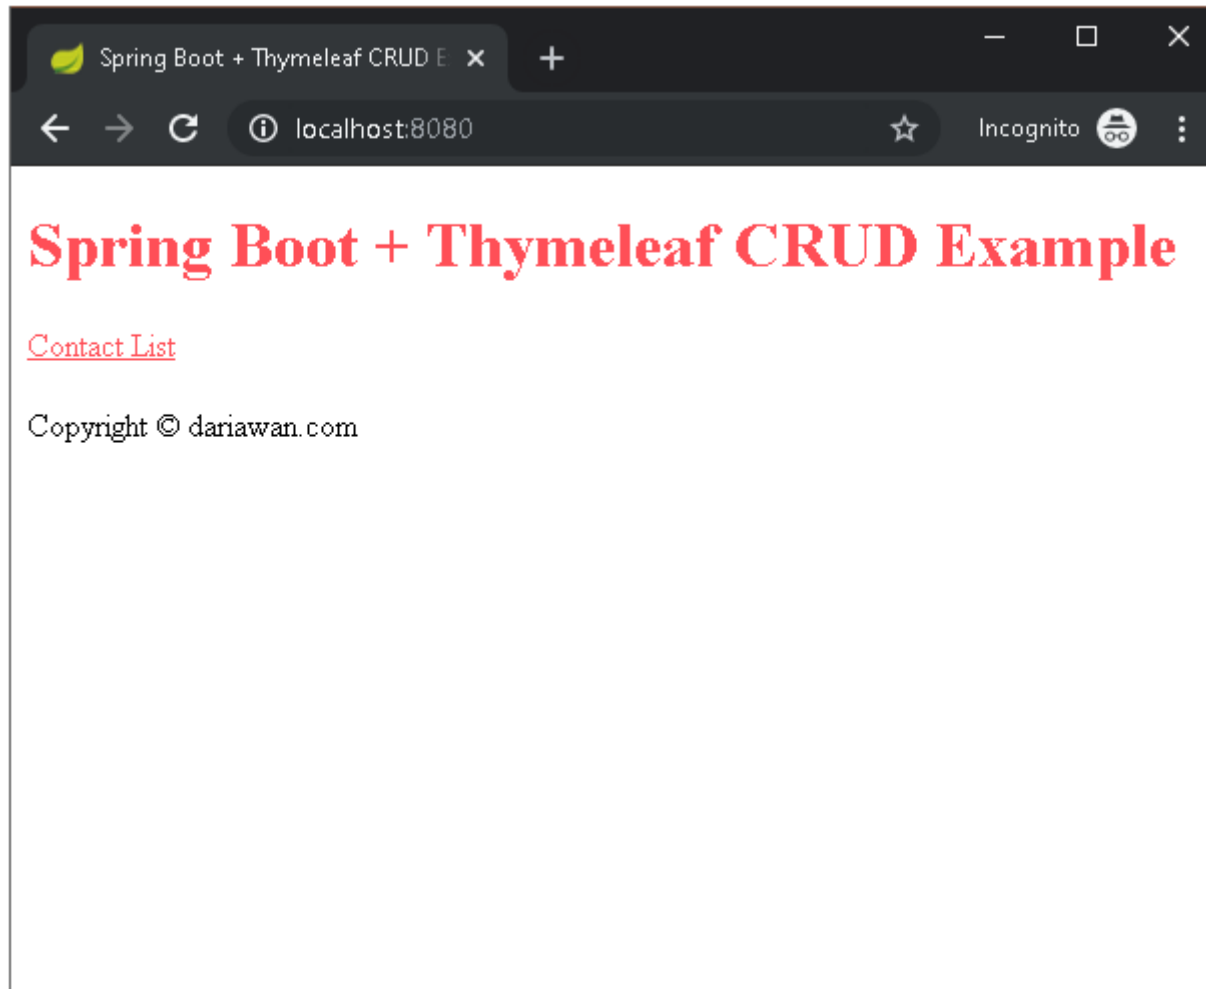 Spring Boot + Thymeleaf CRUD E
localhost:8080
Incognito
Spring Boot + Thymeleaf CRUD Example
Contact List
Copyright © dariawan.com